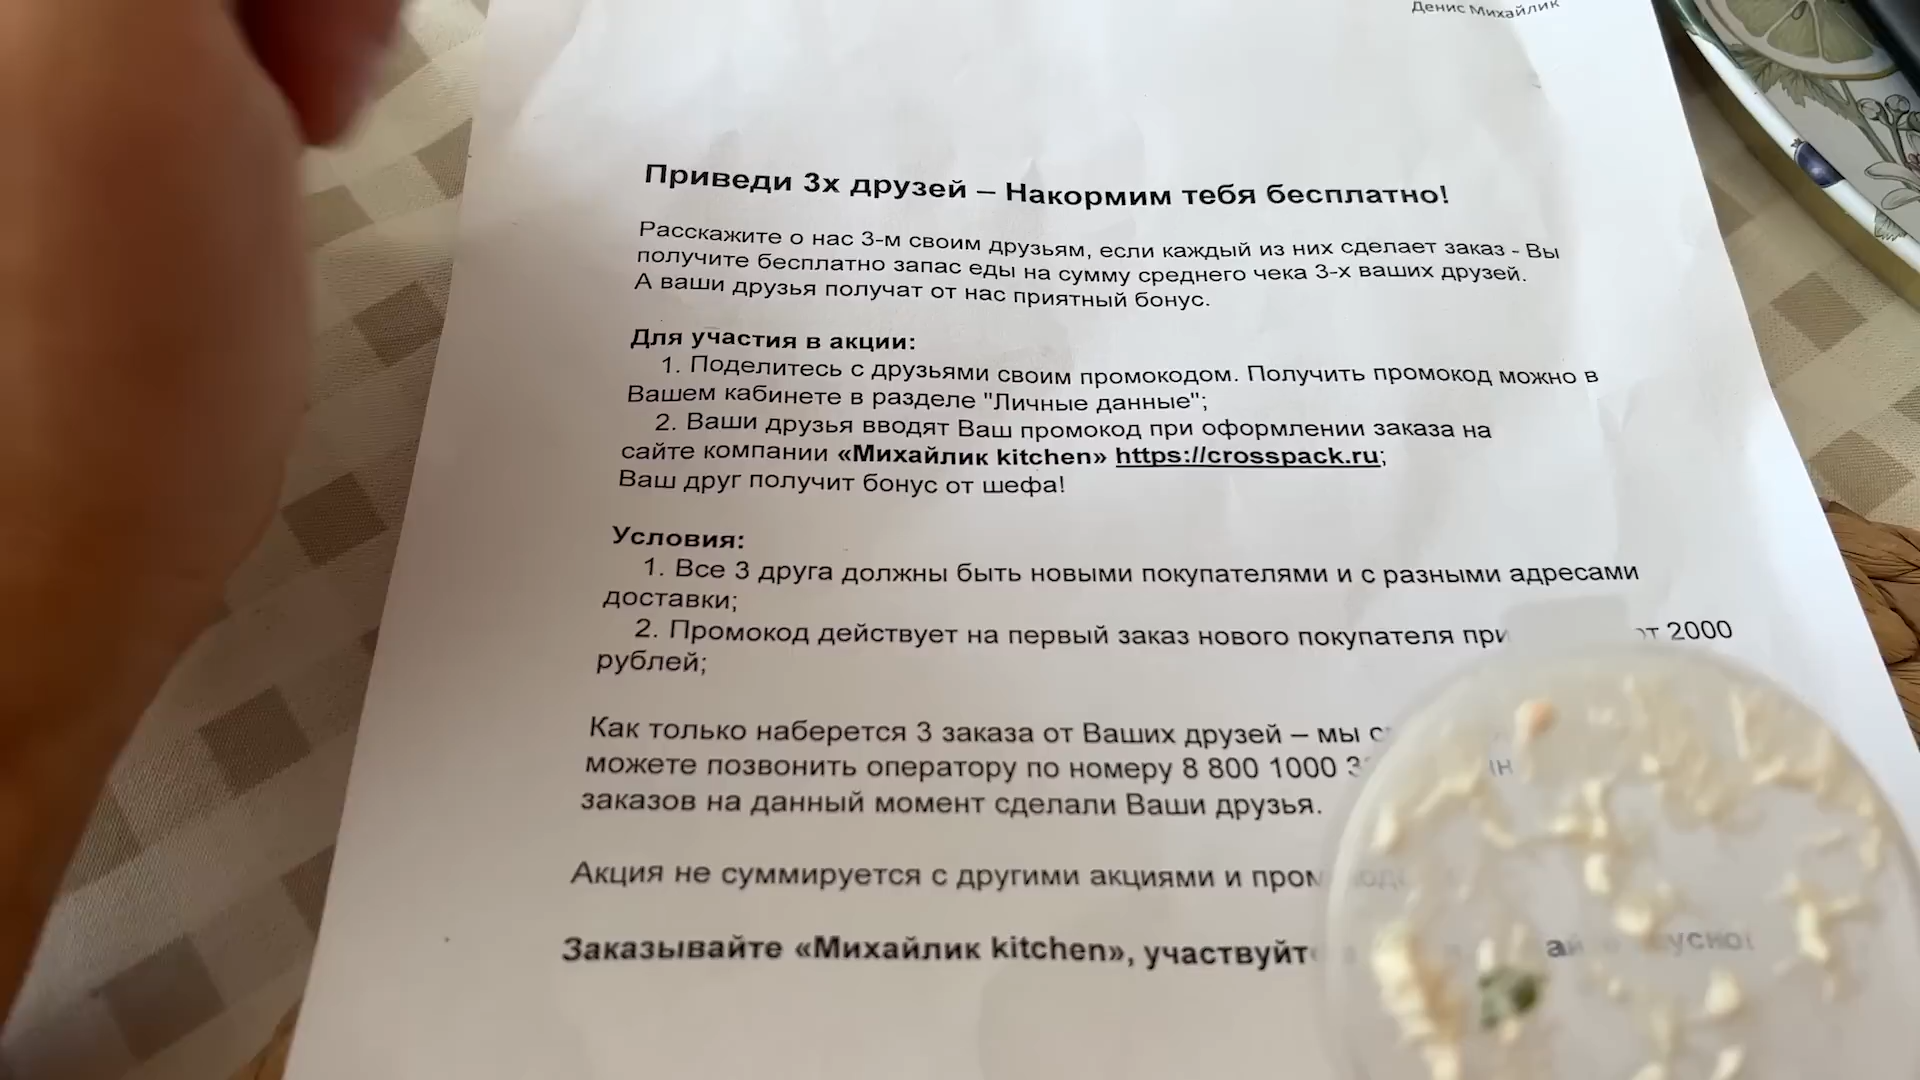 Денис Михайлик
Приведи 3х друзей – Накормим тебя бесплатно!
Расскажите о нас 3-м своим друзьям, если каждый из них сделает заказ - Вы
получите бесплатно запас еды на сумму среднего чека 3-х ваших друзей.
А ваши друзья получат от нас приятный бонус.
Для участия в акции:
1. Поделитесь с друзьями своим промокодом. Получить промокод можно в
Вашем кабинете в разделе "Личные данные";
2. Ваши друзья вводят Ваш промокод при оформлении заказа на
сайте компании «Михайлик kitchen» https://crosspack.ru;
Ваш друг получит бонус от шефа!
Условия:
1. Все 3 друга должны быть новыми покупателями и с разными адресами
доставки;
2. Промокод действует на первый заказ нового покупателя при от 2000
рублей;
Как только наберется 3 заказа от Ваших друзей – мы
можете позвонить оператору по номеру 8 800 1000
заказов на данный момент сделали Ваши друзья.
Акция не суммируется с другими акциями и
Заказывайте «Михайлик kitchen»,